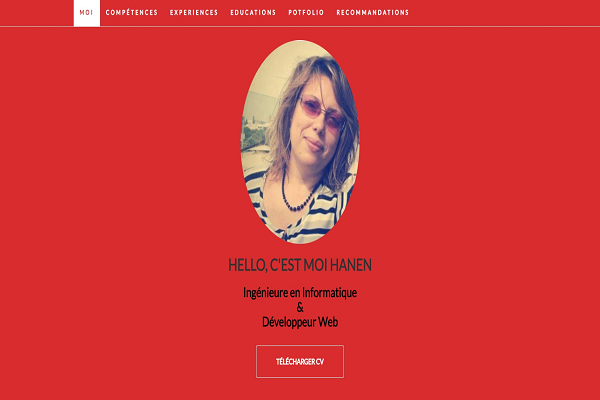 MOI COMPÉTENCES EXPERIENCES EDUCATIONS POTFOLIO RECOMMANDATIONS
HELLO, C'EST MOI HANEN
Ingénieure en Informatique
&
Développeur Web
TÉLÉCHARGER CV